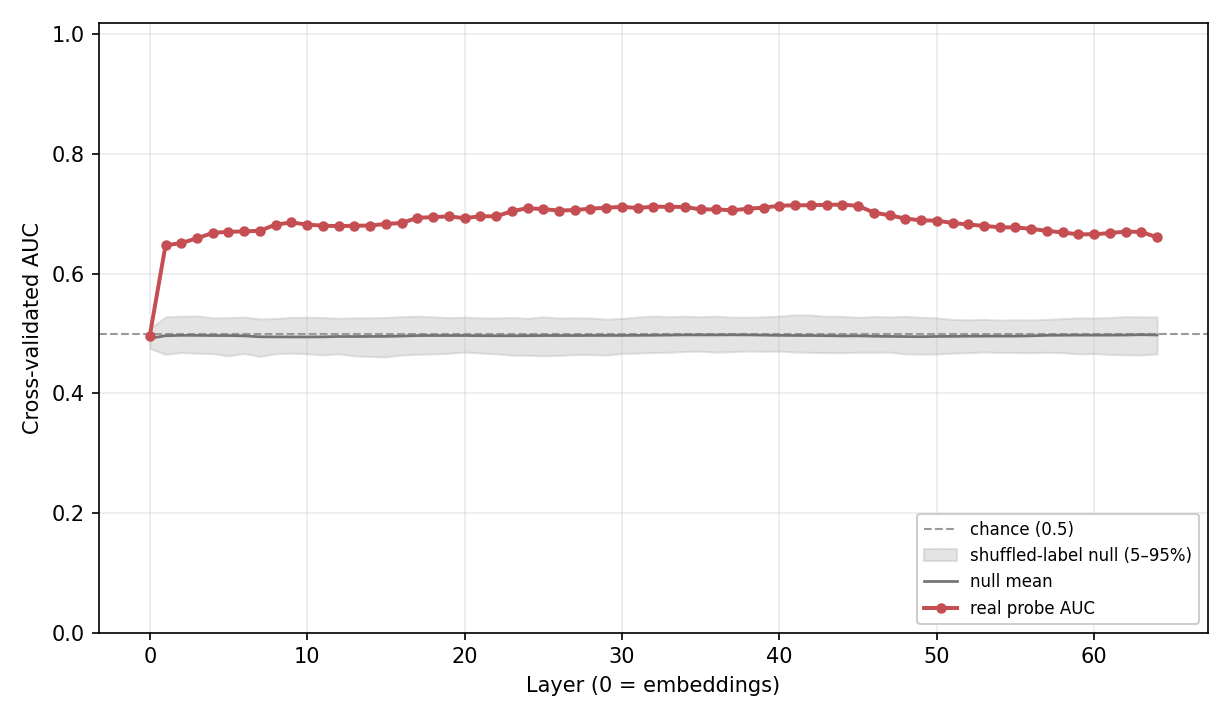 1.0
0.8
0.6
0.4
0.2
0.0
Cross-validated AUC
chance (0.5)
shuffled-label null (5–95%)
null mean
real probe AUC
0 10 20 30 40 50 60
Layer (0 = embeddings)